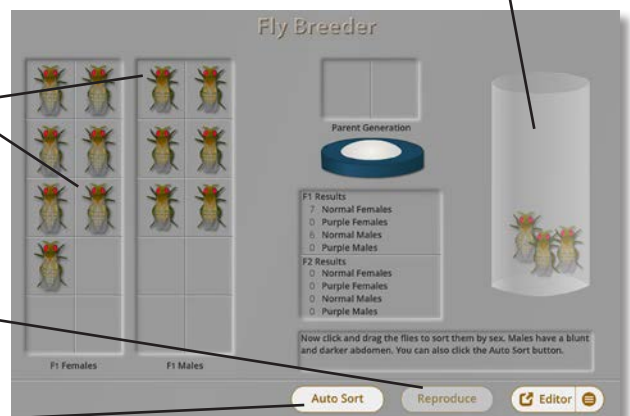 Fly Breeder
Parent Generation
F1 Results
7 Normal Females
0 Purple Females
6 Normal Males
0 Purple Males
F2 Results
0 Normal Females
0 Purple Females
0 Normal Males
0 Purple Males
Now click and drag the flies to sort them by sex. Males have a blunt
and darker abdomen. You can also click the Auto Sort button.
F1 Females F1 Males
Auto Sort Reproduce Editor